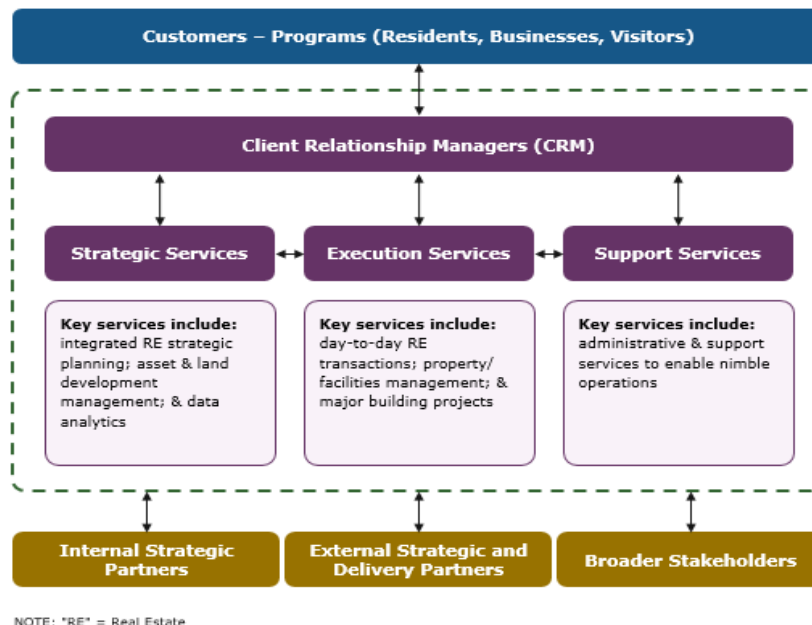 Customers – Programs (Residents, Businesses, Visitors)
Client Relationship Managers (CRM)
Strategic Services
Execution Services
Support Services
Key services include:
integrated RE strategic
planning; asset & land
development
management; & data
analytics
Key services include:
day-to-day RE
transactions; property/
facilities management; &
major building projects
Key services include:
administrative & support
services to enable nimble
operations
Internal Strategic
Partners
External Strategic and
Delivery Partners
Broader Stakeholders
NOTE: "RE" = Real Estate